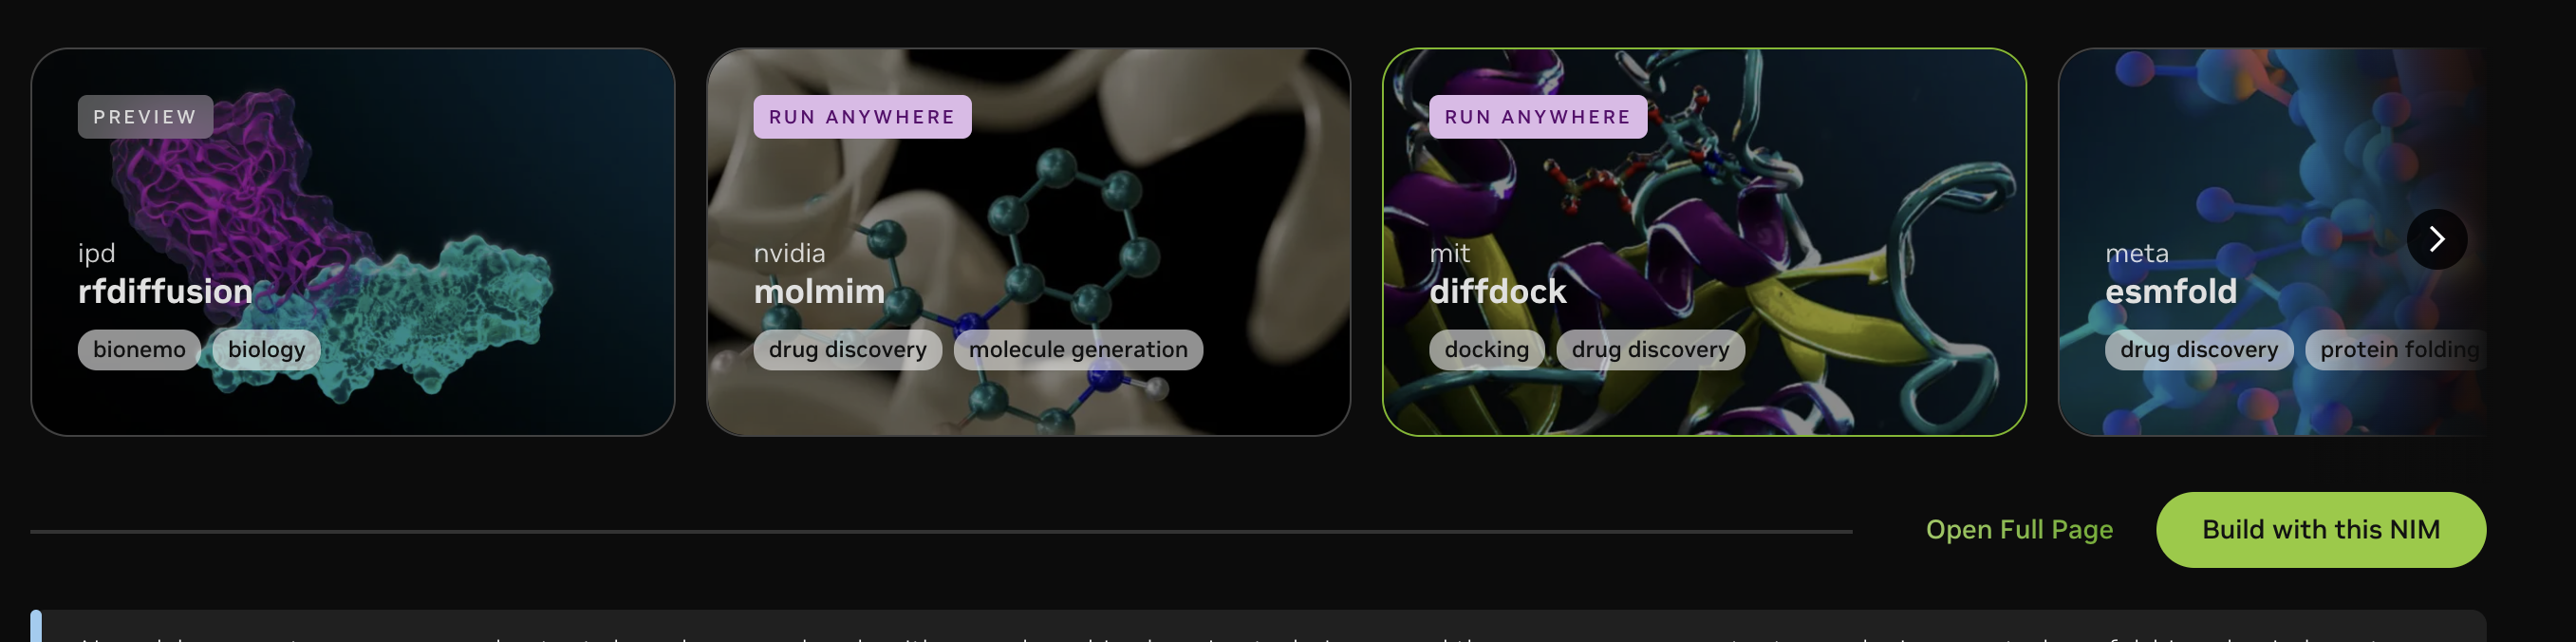 PREVIEW
ipd
rfdiffusion
bionemo biology
RUN ANYWHERE
nvidia
molmim
drug discovery molecule generation
RUN ANYWHERE
mit
diffdock
docking drug discovery
meta
esmfold
drug discovery protein folding
Open Full Page Build with this NIM